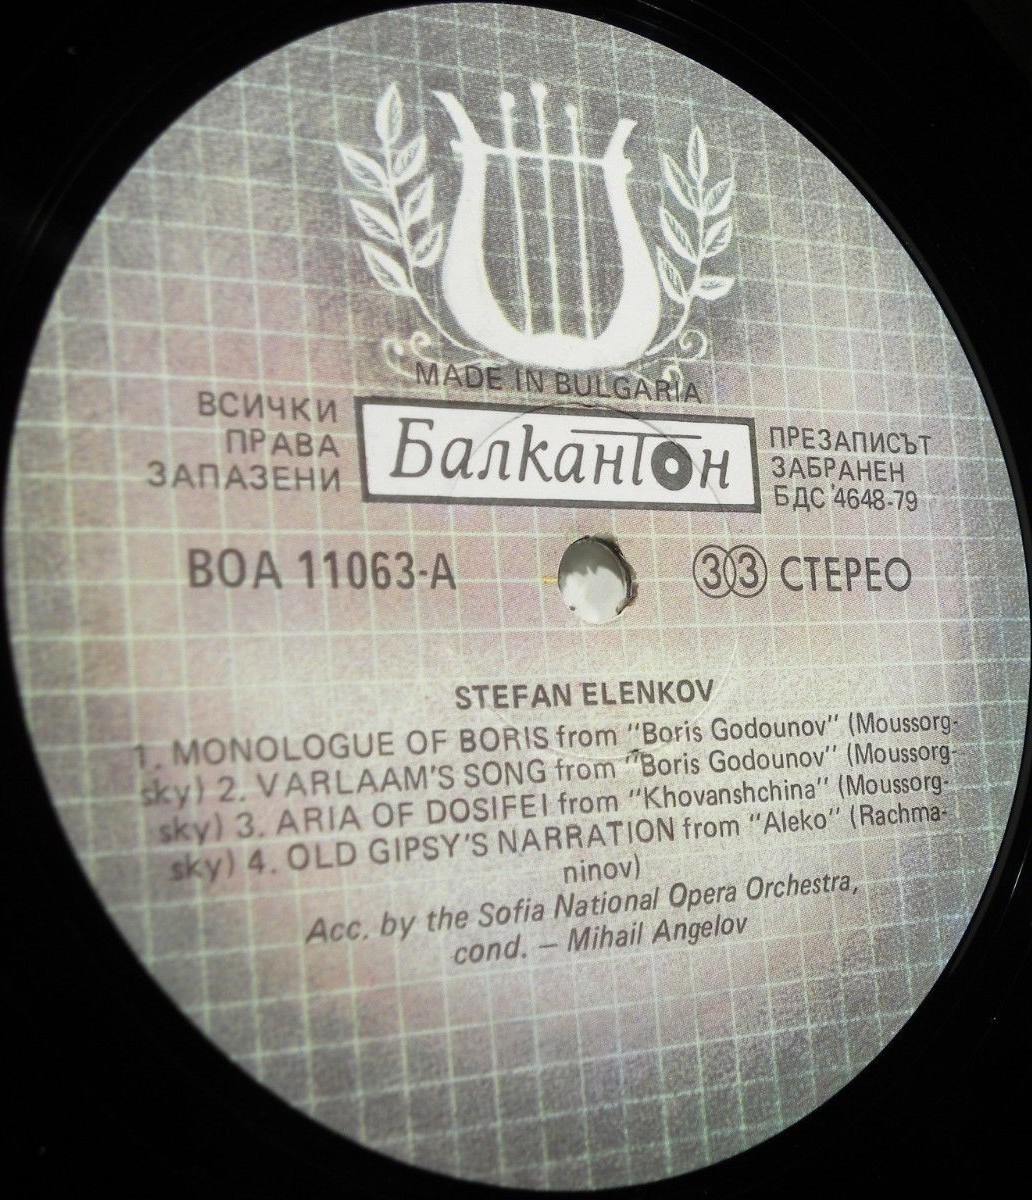 MADE IN BULGARIA
ВСИЧКИ
ПРАВА
ЗАПАЗЕНИ
Балкантон
ПРЕЗАПИСЪТ
ЗАБРАНЕН
БДС 4648-79
ВОА 11063-А
33 СТЕРЕО
STEFAN ELENKOV
1. MONOLOGUE OF BORIS from "Boris Godounov" (Moussorg-
sky) 2. VARLAAM'S SONG from "Boris Godounov" (Moussorg-
sky) 3. ARIA OF DOSIFEI from "Khovanshchina" (Moussorg-
sky) 4. OLD GIPSY'S NARRATION from "Aleko" (Rachma-
ninov)
Acc. by the Sofia National Opera Orchestra,
cond. – Mihail Angelov